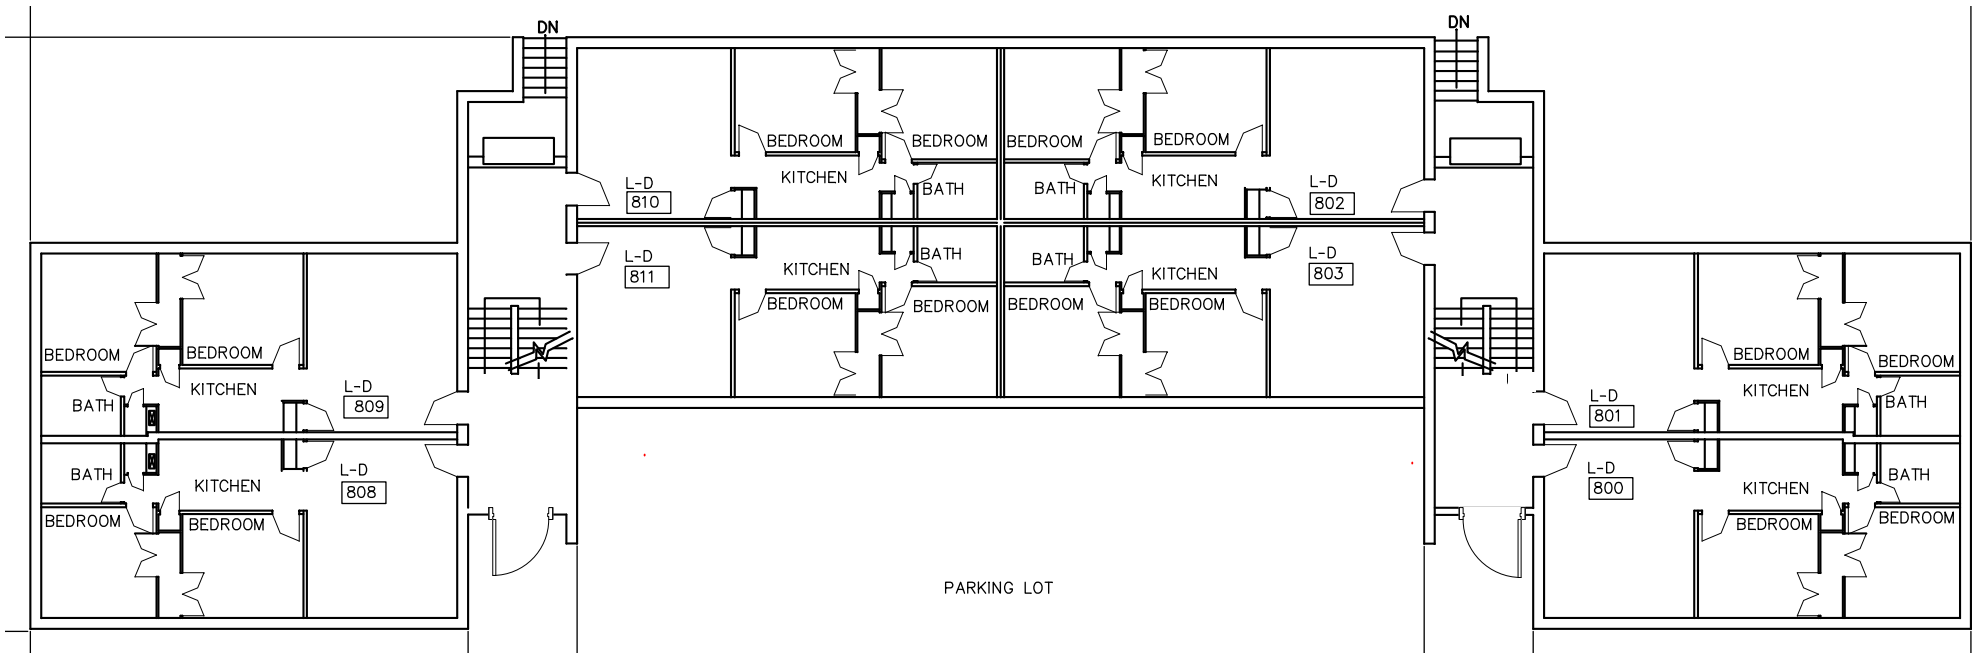 DN
DN
BEDROOM
BEDROOM
BEDROOM
BEDROOM
KITCHEN
BATH
BATH
KITCHEN
L-D
810
L-D
802
L-D
811
KITCHEN
BATH
BATH
KITCHEN
L-D
803
BEDROOM
BEDROOM
BEDROOM
BEDROOM
BEDROOM
BEDROOM
KITCHEN
L-D
809
BATH
BATH
L-D
808
KITCHEN
BEDROOM
BEDROOM
BEDROOM
BEDROOM
KITCHEN
L-D
801
BATH
BATH
L-D
800
KITCHEN
BEDROOM
BEDROOM
PARKING LOT